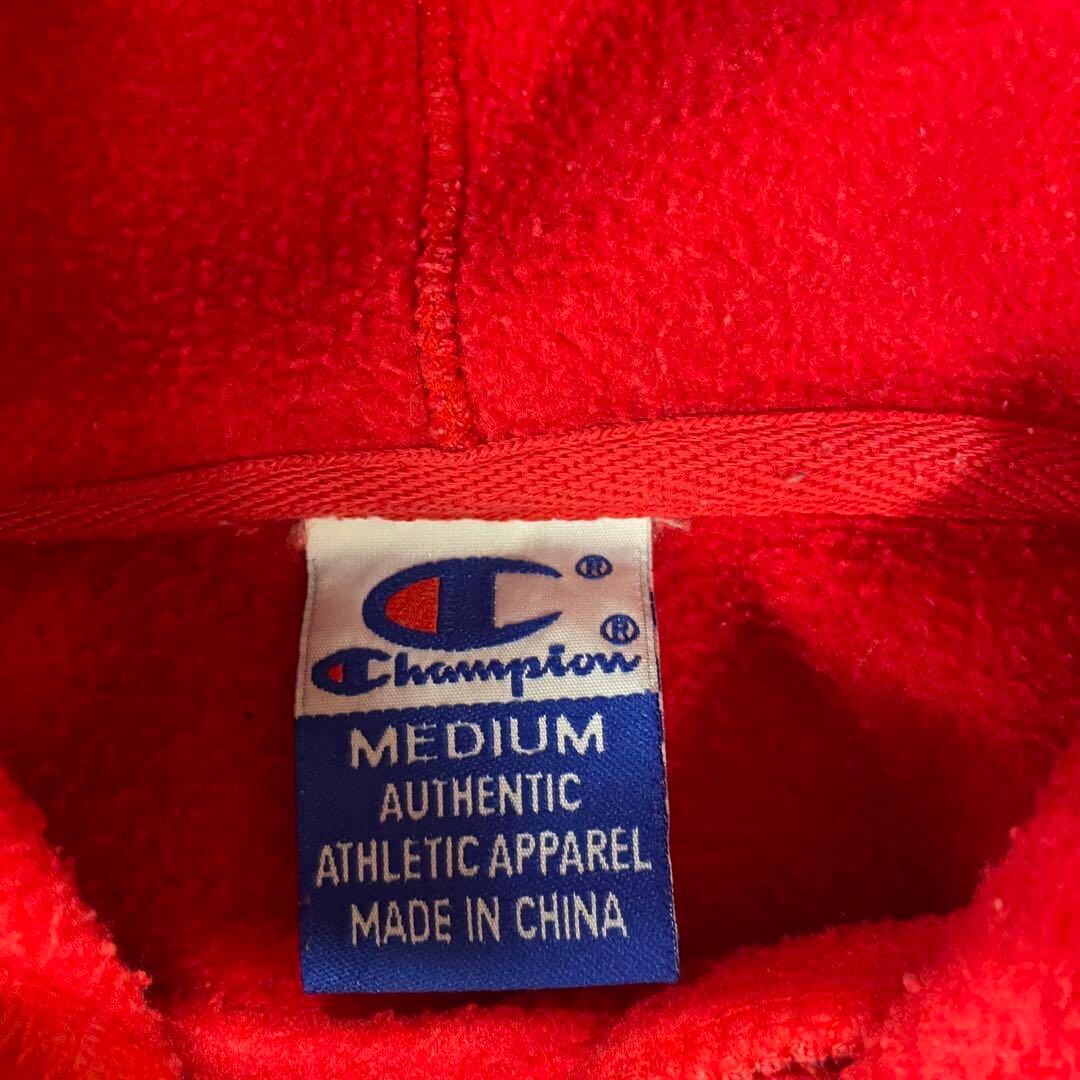 ®
Champion®
MEDIUM
AUTHENTIC
ATHLETIC APPAREL
MADE IN CHINA